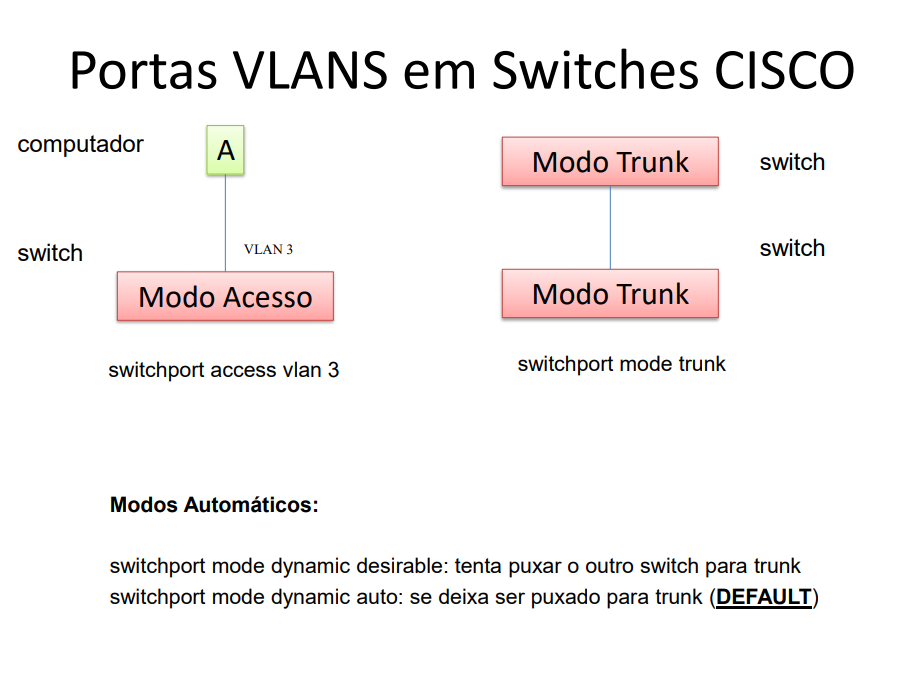 Portas VLANS em Switches CISCO
computador
A
switch
VLAN 3
Modo Acesso
switchport access vlan 3
Modo Trunk
switch
switch
Modo Trunk
switchport mode trunk
Modos Automáticos:
switchport mode dynamic desirable: tenta puxar o outro switch para trunk
switchport mode dynamic auto: se deixa ser puxado para trunk (DEFAULT)